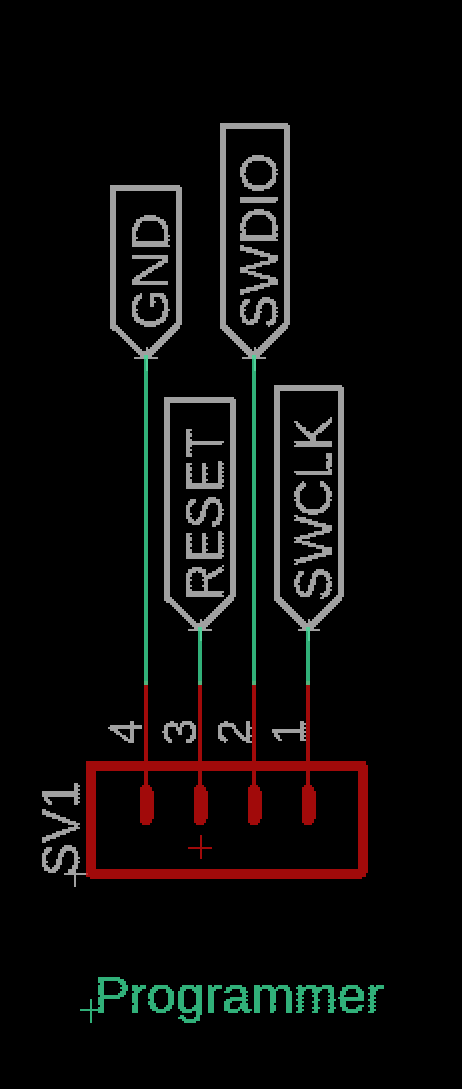 SWDIO
GND
SWCLK
RESET
4 3 2 1
SV1
Programmer